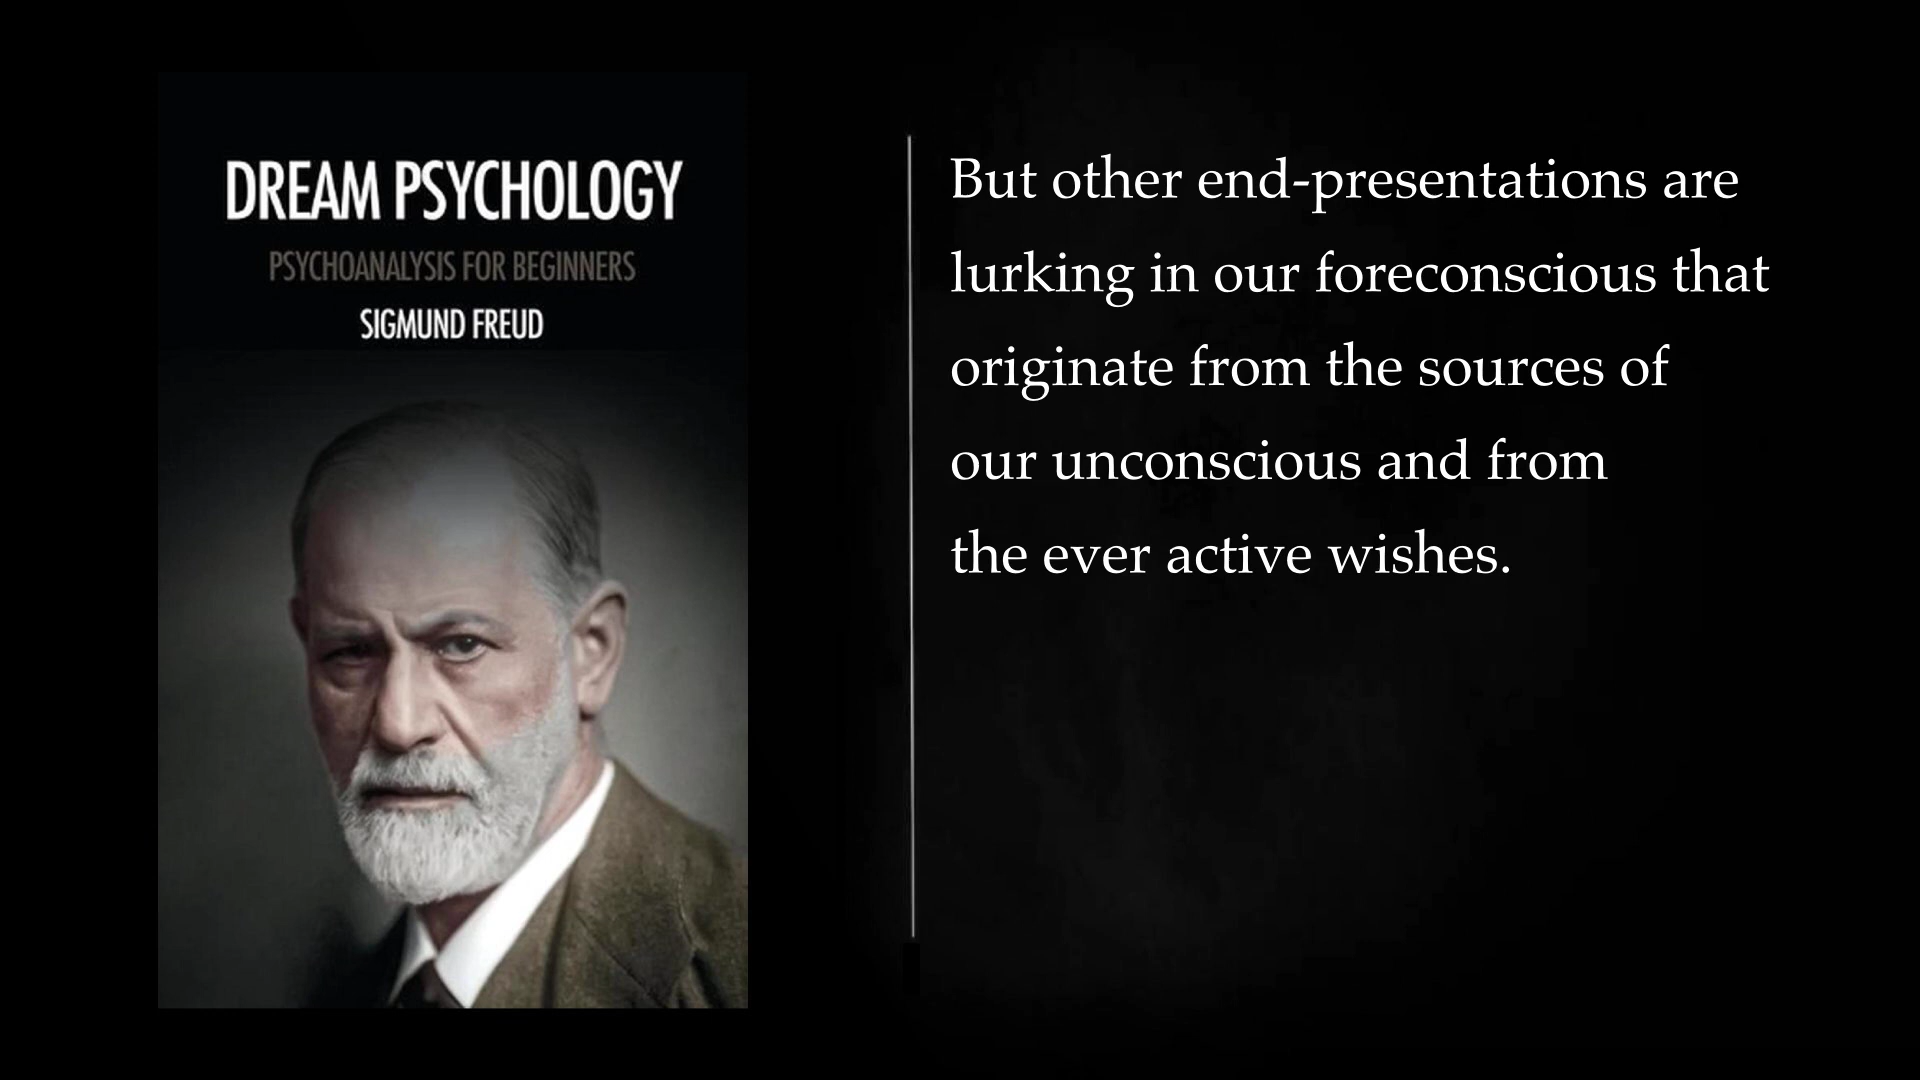 DREAM PSYCHOLOGY
PSYCHOANALYSIS FOR BEGINNERS
SIGMUND FREUD
But other end-presentations are
lurking in our foreconscious that
originate from the sources of
our unconscious and from
the ever active wishes.